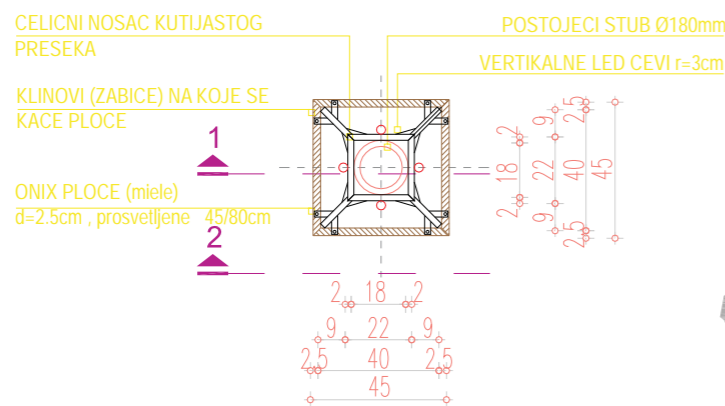 CELICNI NOSAC KUTIJASTOG
PRESEKA
POSTOJECI STUB Ø180mm
VERTIKALNE LED CEVI r=3cm
KLINOVI (ZABICE) NA KOJE SE
KACE PLOCE
1
ONIX PLOCE (miele)
d=2.5cm , prosvetljene 45/80cm
2
2 18 2
9 22 9
2,5 40 2,5
45
2 18 2
9 22 9
2,5 40 2,5
45